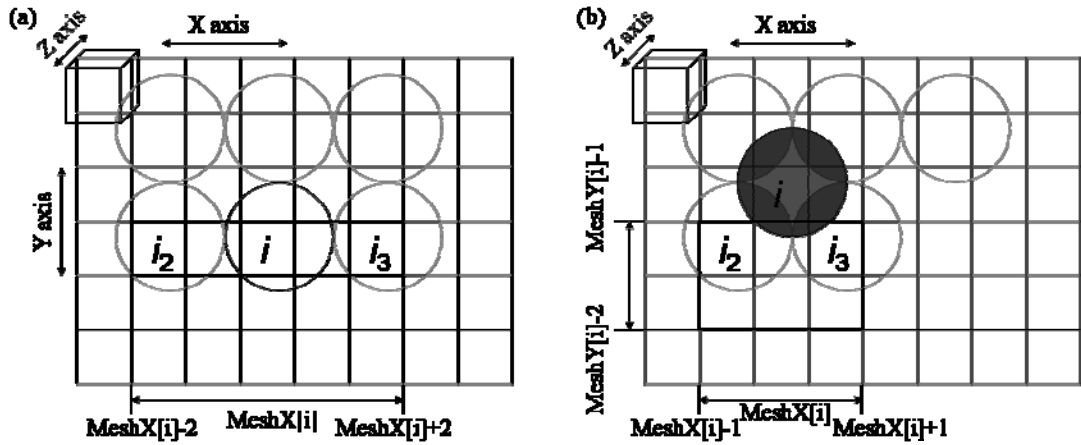 (a)
Z axis
X axis
Y axis
i2
i
i3
MeshX[i]-2
MeshX|i|
MeshX[i]+2
(b)
Z axis
X axis
MeshY[i]-1
MeshY[i]-2
i
i2
i3
MeshX[i]-1
MeshX[i]
MeshX[i]+1